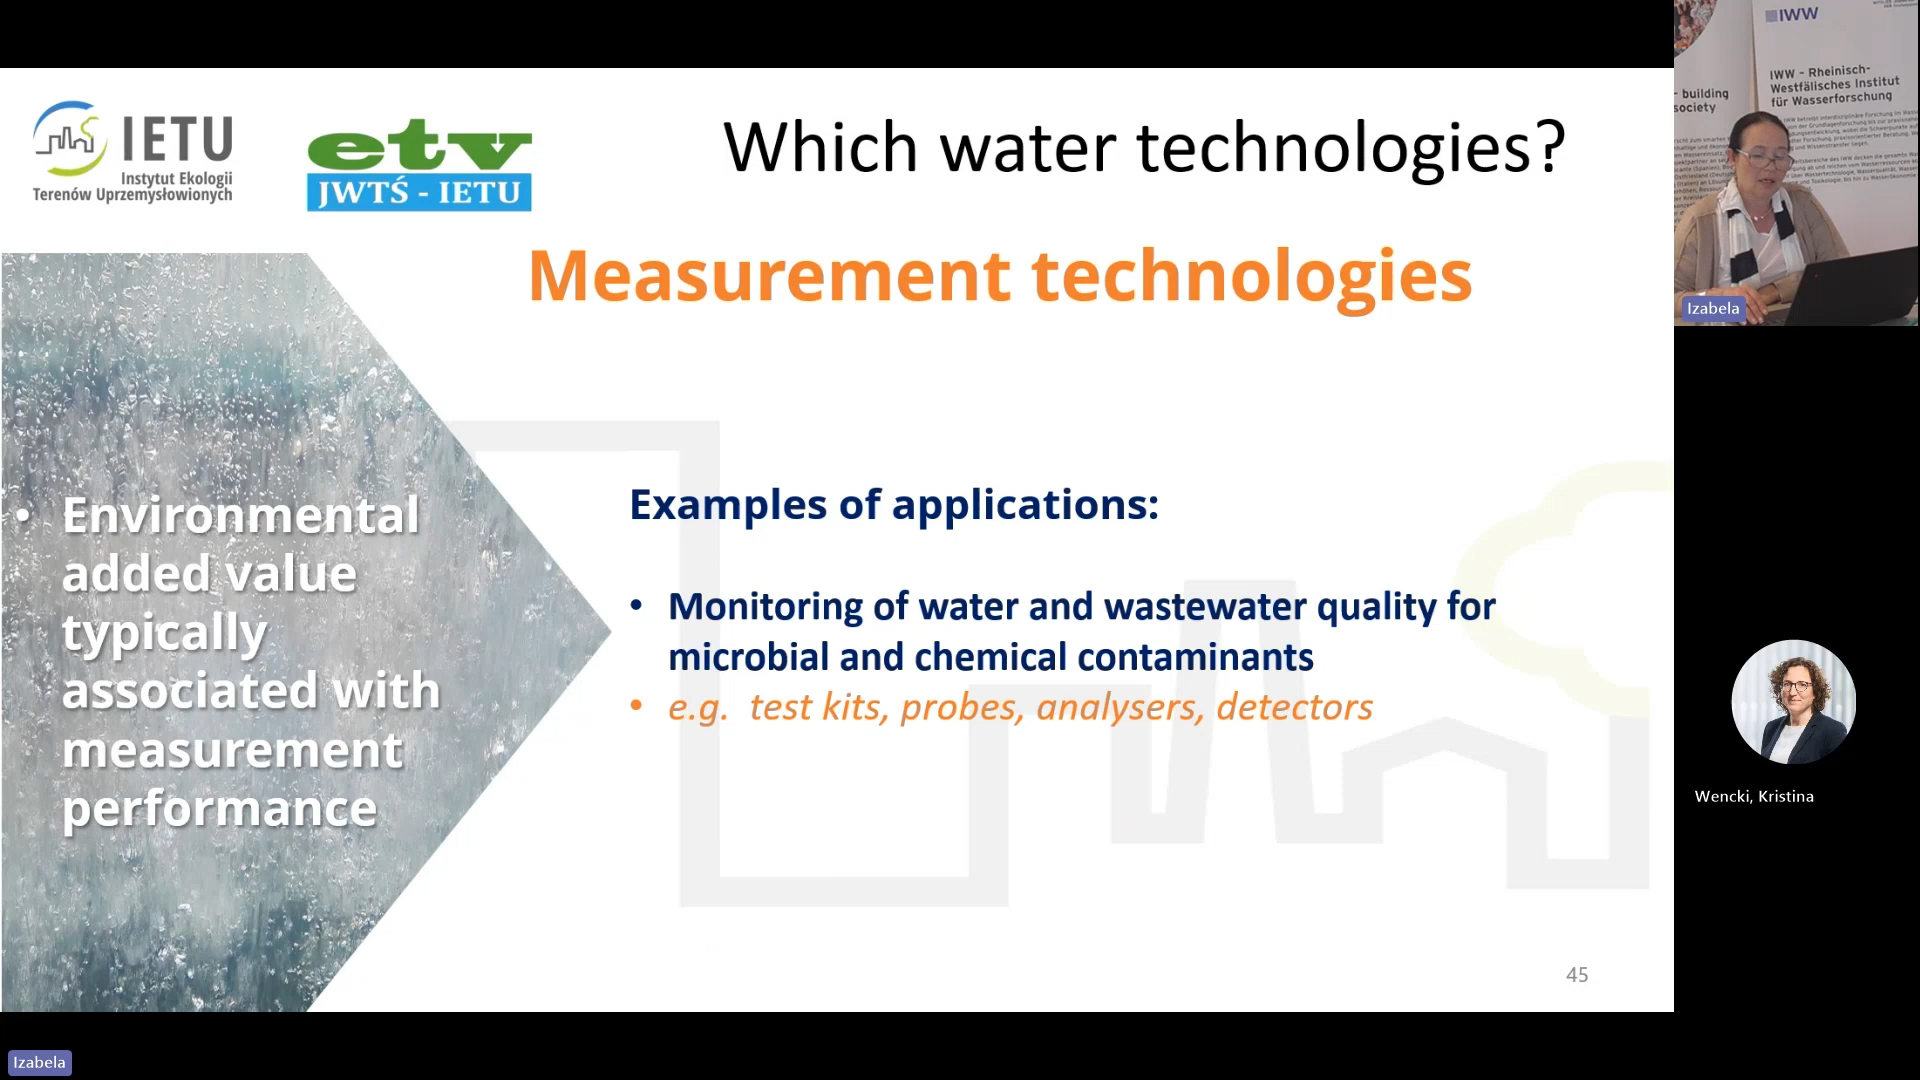 IETU
Instytut Ekologii
Terenów Uprzemysłowionych
etv
JWTŚ - IETU
Which water technologies?
Measurement technologies
• Environmental
added value
typically
associated with
measurement
performance
Examples of applications:
• Monitoring of water and wastewater quality for
microbial and chemical contaminants
• e.g. test kits, probes, analysers, detectors
45
IWW
IWW - Rheinisch-
Westfälisches Institut
für Wasserforschung
- building
society
Izabela
Wencki, Kristina
Izabela